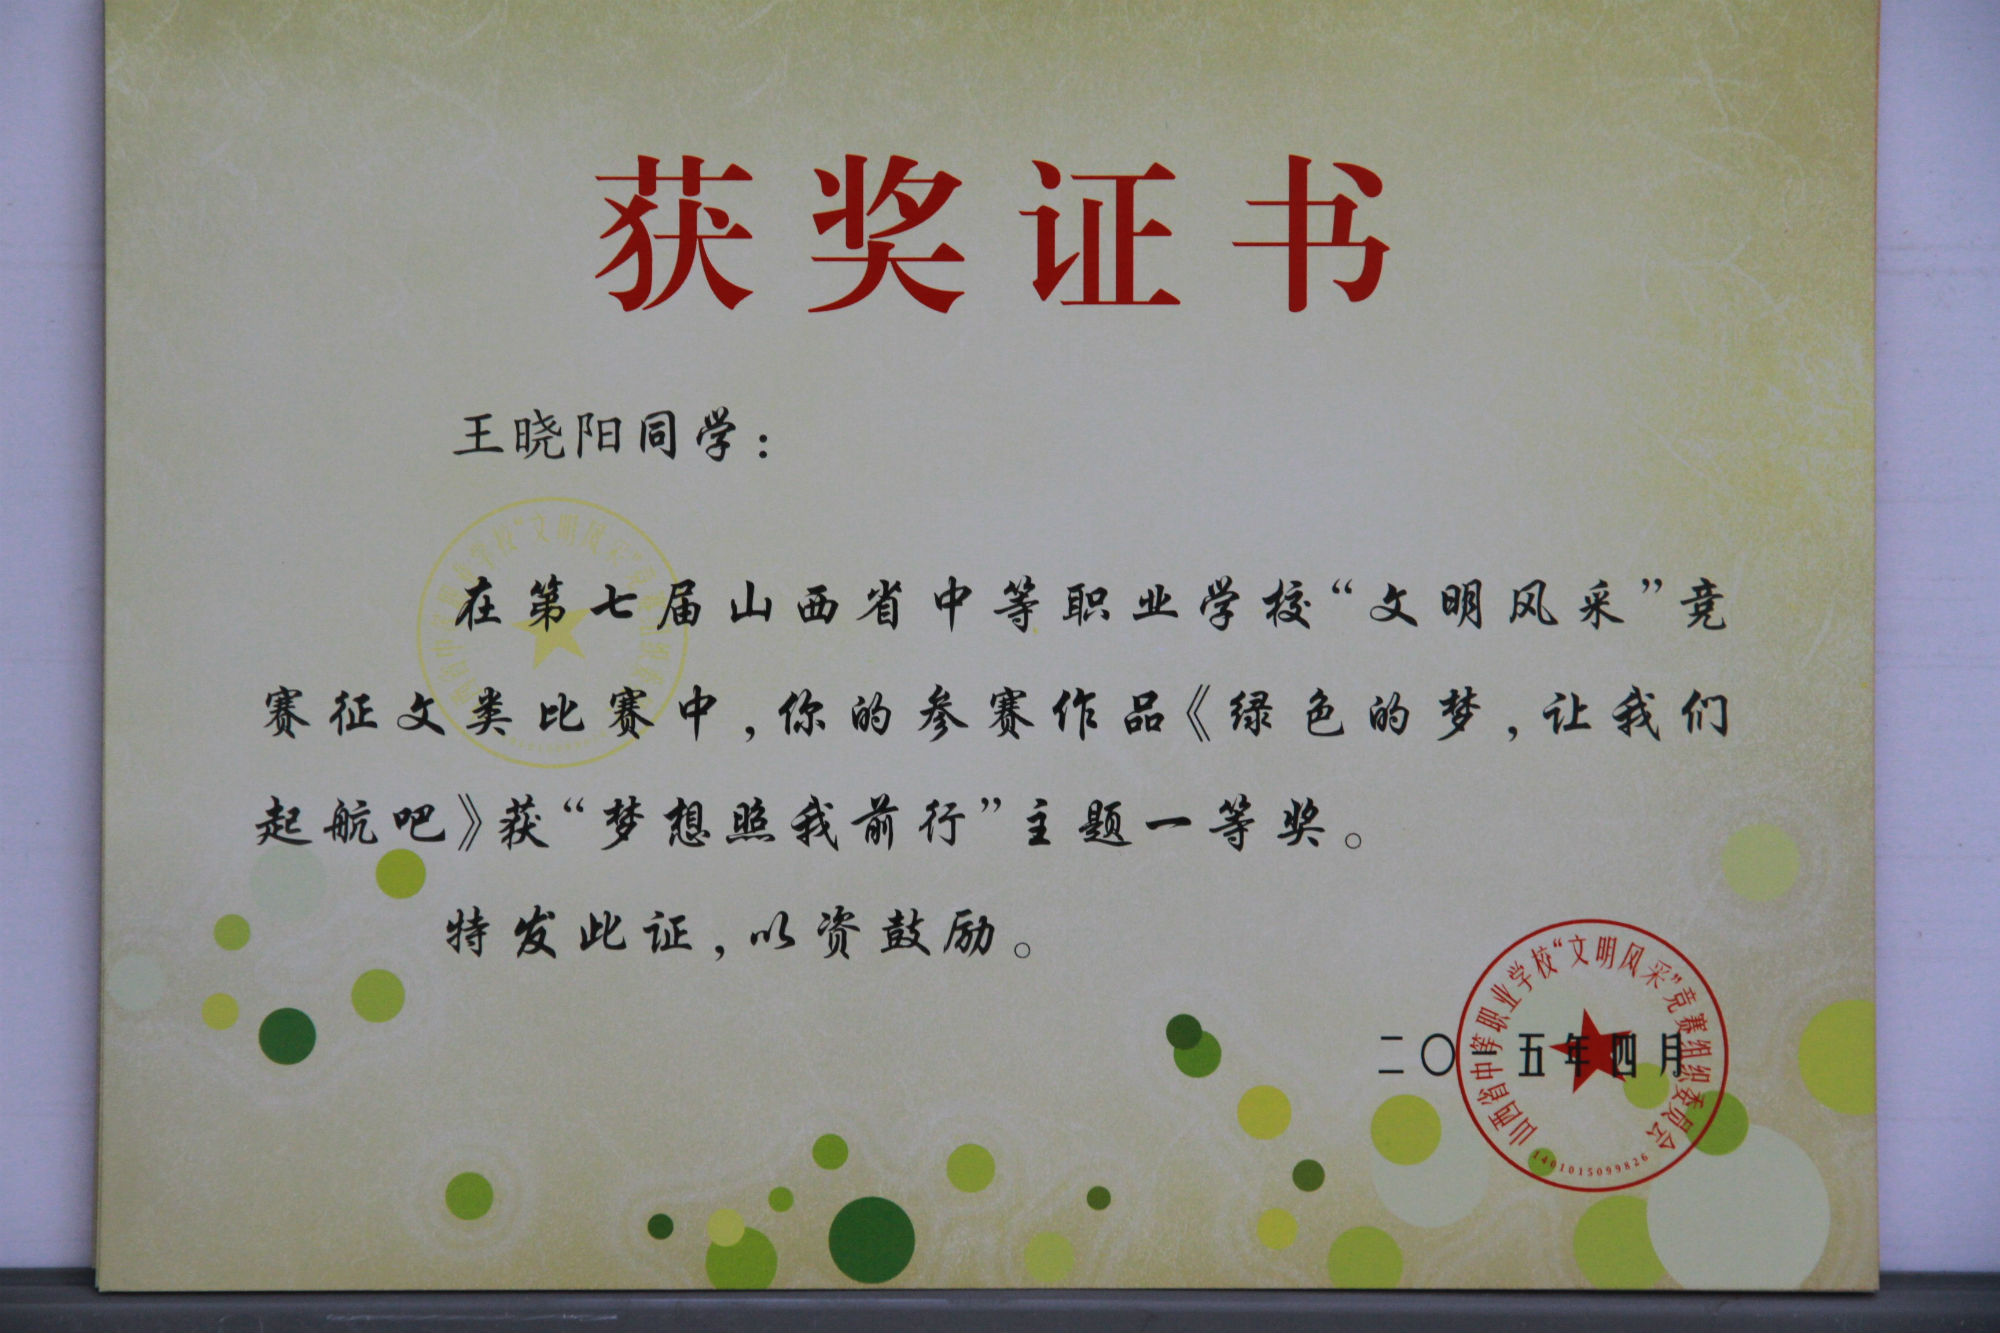 获奖证书
王晓阳同学：
在第七届山西省中等职业学校“文明风采”竞
赛征文类比赛中，你的参赛作品《绿色的梦，让我们
起航吧》获“梦想照我前行”主题一等奖。
特发此证，以资鼓励。
二〇一五年四月
山西省中等职业学校“文明风采”竞赛组织委员会
1401015099826